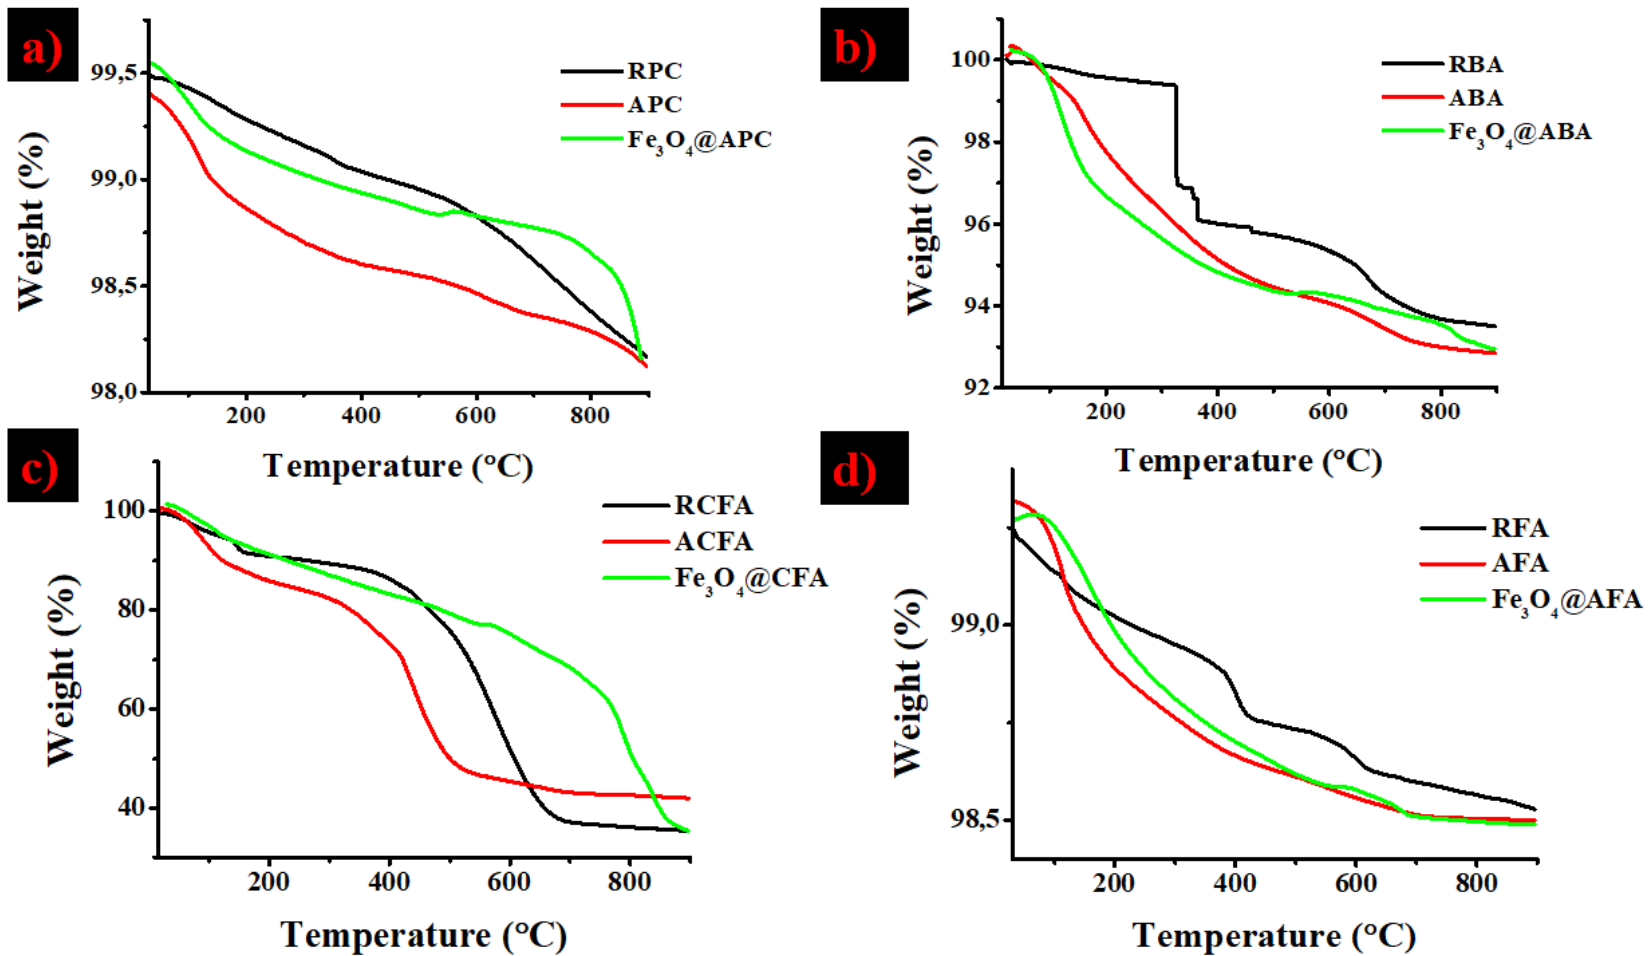 a)
99,5
99,0
98,5
98,0
Weight (%)
RPC
APC
Fe₃O₄@APC
200 400 600 800
Temperature (°C)
b)
100
98
96
94
92
Weight (%)
RBA
ABA
Fe₃O₄@ABA
200 400 600 800
Temperature (°C)
c)
100
80
60
40
Weight (%)
RCFA
ACFA
Fe₃O₄@CFA
200 400 600 800
Temperature (°C)
d)
99,0
98,5
Weight (%)
RFA
AFA
Fe₃O₄@AFA
200 400 600 800
Temperature (°C)